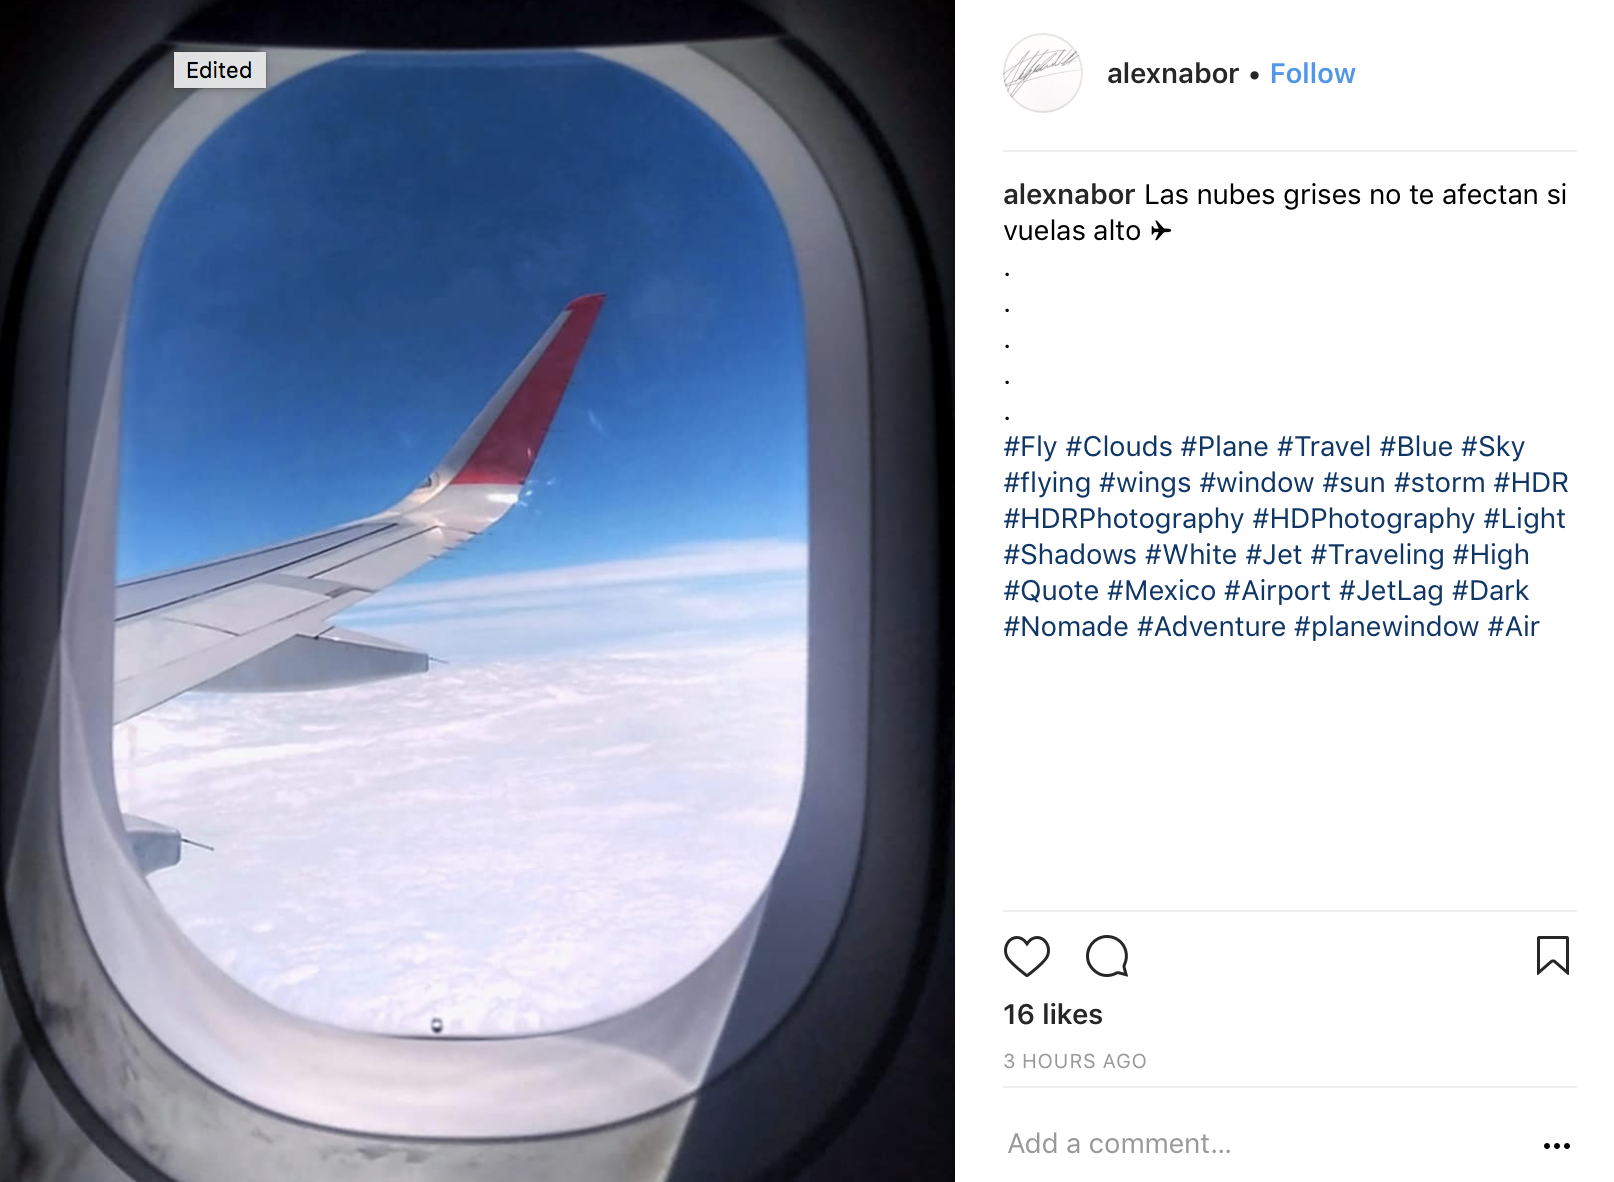 Edited
alexnabor • Follow
alexnabor Las nubes grises no te afectan si
vuelas alto ✈
.
.
.
.
.
#Fly #Clouds #Plane #Travel #Blue #Sky
#flying #wings #window #sun #storm #HDR
#HDRPhotography #HDPhotography #Light
#Shadows #White #Jet #Traveling #High
#Quote #Mexico #Airport #JetLag #Dark
#Nomade #Adventure #planewindow #Air
16 likes
3 HOURS AGO
Add a comment...